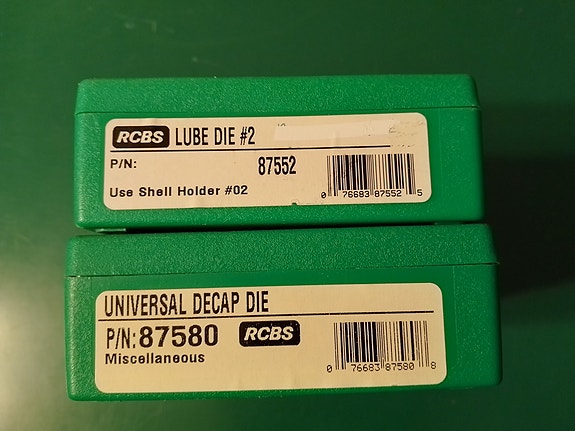 RCBS LUBE DIE #2
P/N: 87552
Use Shell Holder #02
0 76683 87552 5
UNIVERSAL DECAP DIE
P/N: 87580 RCBS
Miscellaneous
0 76683 87580 8